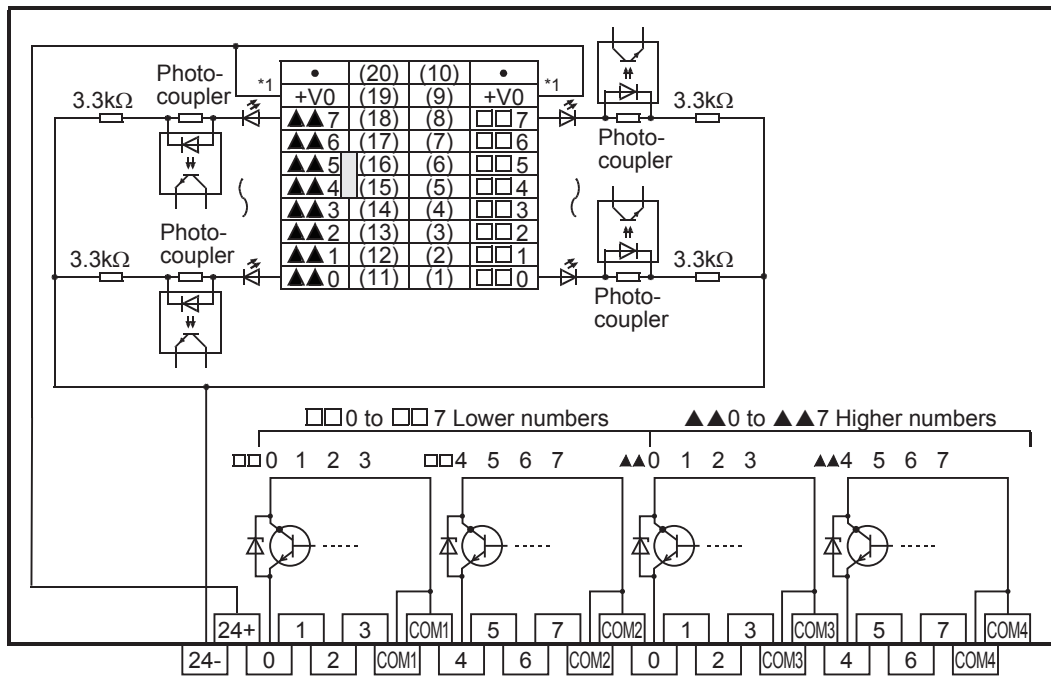 Photo-
coupler
3.3kΩ
*1
• (20) (10) •
+V0 (19) (9) +V0
▲▲7 (18) (8) □□7
▲▲6 (17) (7) □□6
▲▲5 (16) (6) □□5
▲▲4 (15) (5) □□4
▲▲3 (14) (4) □□3
▲▲2 (13) (3) □□2
▲▲1 (12) (2) □□1
▲▲0 (11) (1) □□0
*1
3.3kΩ
Photo-
coupler
Photo-
coupler
3.3kΩ
3.3kΩ
Photo-
coupler
□□0 to □□7 Lower numbers ▲▲0 to ▲▲7 Higher numbers
□□0 1 2 3 □□4 5 6 7 ▲▲0 1 2 3 ▲▲4 5 6 7
24+ 1 3 COM1 5 7 COM2 1 3 COM3 5 7 COM4
24- 0 2 COM1 4 6 COM2 0 2 COM3 4 6 COM4